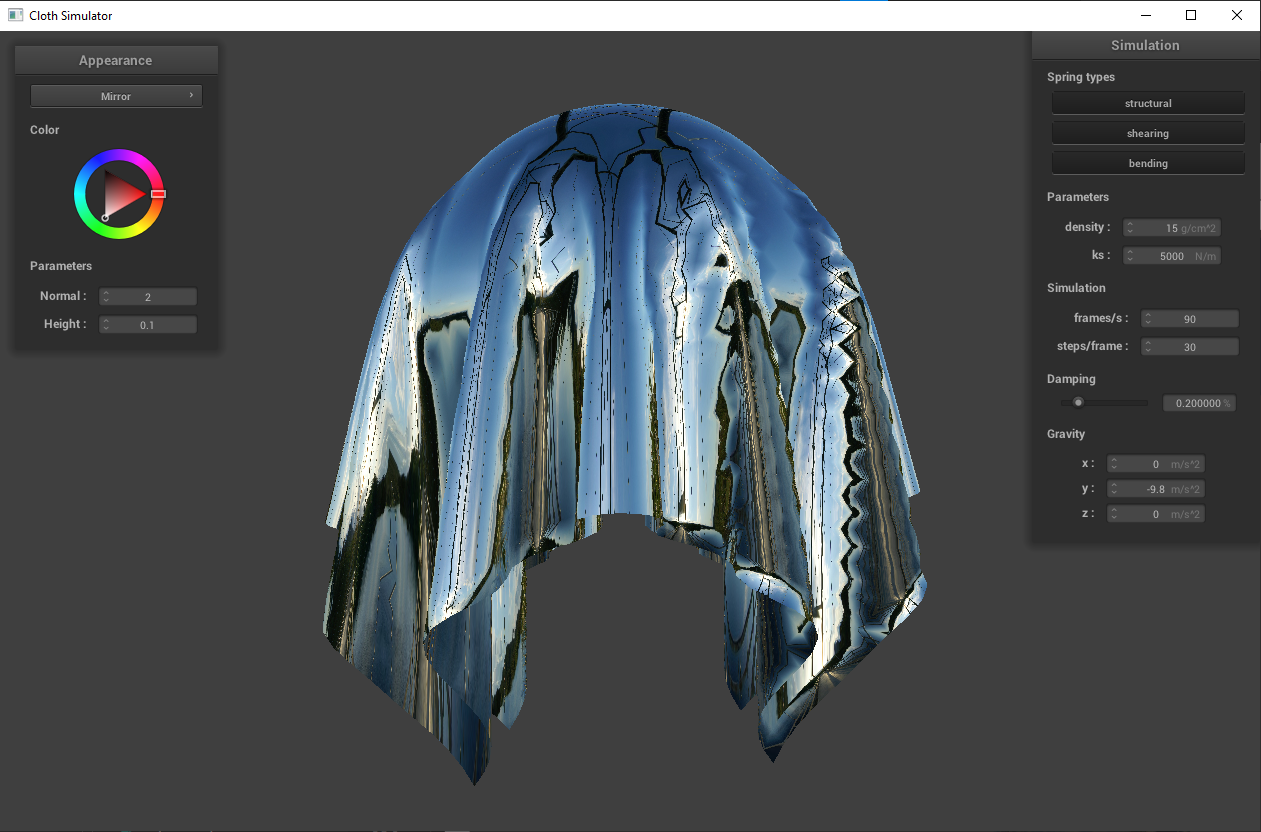 Cloth Simulator
Appearance
Mirror
Color
Parameters
Normal : 2
Height : 0.1
Simulation
Spring types
structural
shearing
bending
Parameters
density : 15 g/cm^2
ks : 5000 N/m
Simulation
frames/s : 90
steps/frame : 30
Damping
0.200000 %
Gravity
x : 0 m/s^2
y : -9.8 m/s^2
z : 0 m/s^2